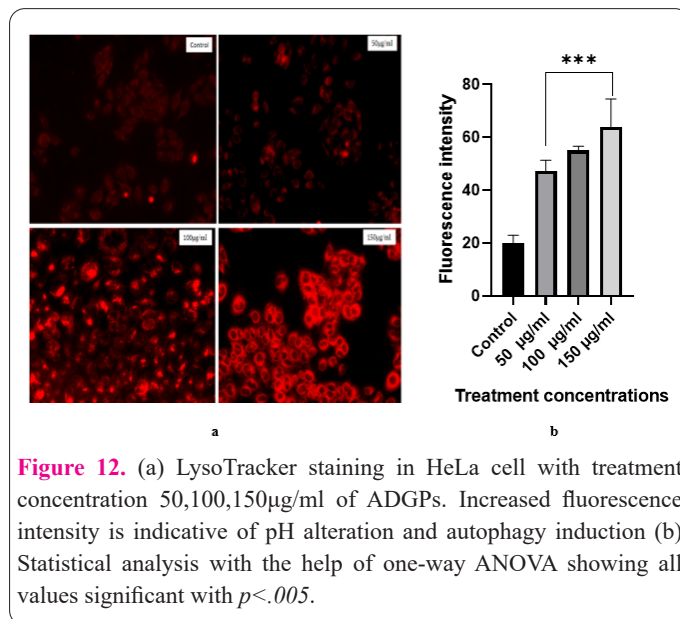 Control
50µg/ml
100µg/ml
150µg/ml
a
***
Fluorescence intensity
80
60
40
20
0
Control
50 µg/ml
100 µg/ml
150 µg/ml
Treatment concentrations
b
Figure 12. (a) LysoTracker staining in HeLa cell with treatment
concentration 50,100,150µg/ml of ADGPs. Increased fluorescence
intensity is indicative of pH alteration and autophagy induction (b)
Statistical analysis with the help of one-way ANOVA showing all
values significant with p<.005.